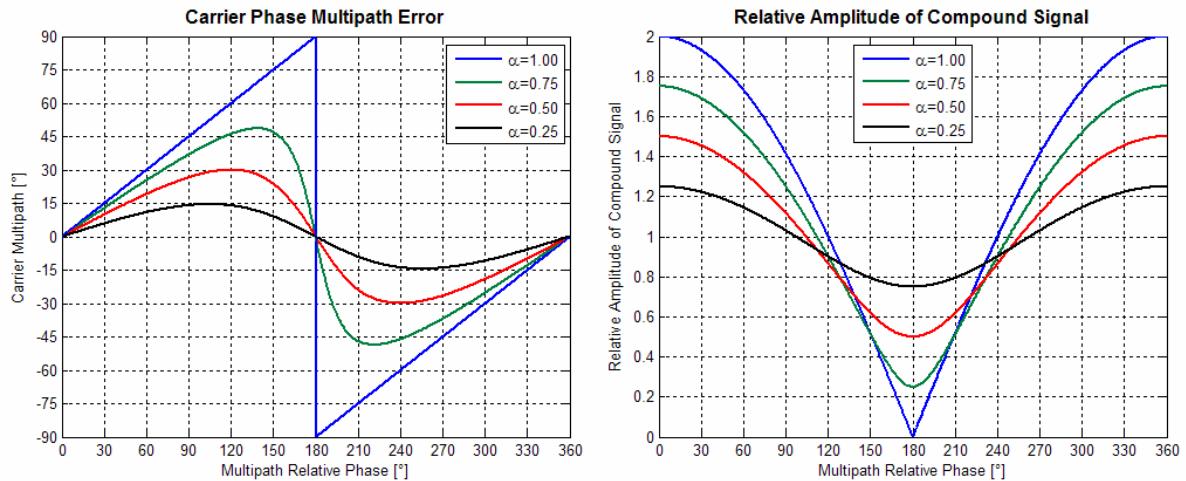 Carrier Phase Multipath Error
90
75
60
45
30
15
0
-15
-30
-45
-60
-75
-90
Carrier Multipath [°]
α=1.00
α=0.75
α=0.50
α=0.25
0 30 60 90 120 150 180 210 240 270 300 330 360
Multipath Relative Phase [°]
Relative Amplitude of Compound Signal
2
1.8
1.6
1.4
1.2
1
0.8
0.6
0.4
0.2
0
Relative Amplitude of Compound Signal
α=1.00
α=0.75
α=0.50
α=0.25
0 30 60 90 120 150 180 210 240 270 300 330 360
Multipath Relative Phase [°]